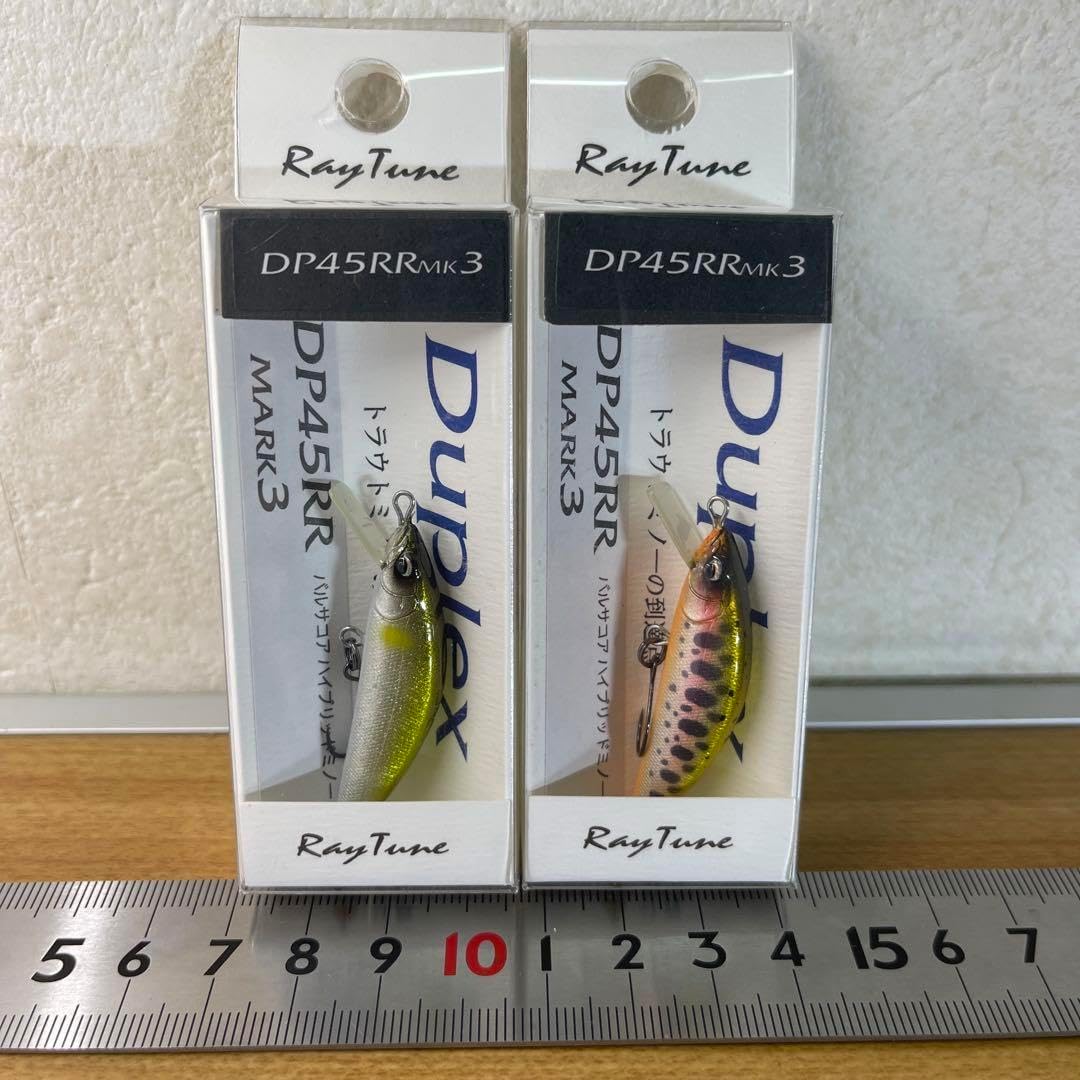 RayTune
DP45RRMK3
Duplex
トラウトミ
DP45RR
MARK3
バルサコア ハイブリッドミノー
RayTune
RayTune
DP45RRMK3
Dupl x
トラウ ミノーの到達
DP45RR
MARK3
バルサコア ハイブリッドミノー
RayTune
5 6 7 8 9 10 1 2 3 4 15 6 7